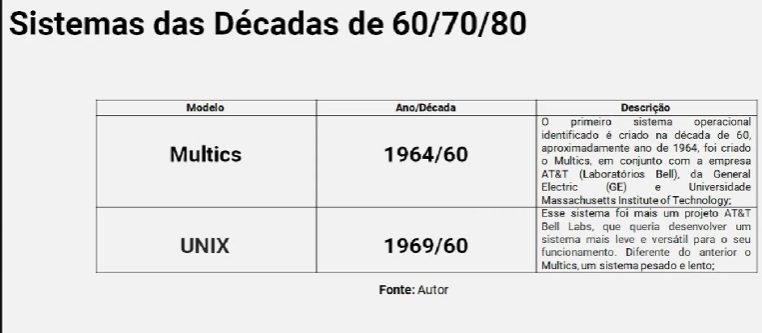 Sistemas das Décadas de 60/70/80
Modelo
Ano/Década
Descrição
Multics
1964/60
O primeiro sistema operacional
identificado é criado na década de 60,
aproximadamente ano de 1964, foi criado
o Multics, em conjunto com a empresa
AT&T (Laboratórios Bell), da General
Electric (GE) e Universidade
Massachusetts Institute of Technology;
UNIX
1969/60
Esse sistema foi mais um projeto AT&T
Bell Labs, que queria desenvolver um
sistema mais leve e versátil para o seu
funcionamento. Diferente do anterior o
Multics, um sistema pesado e lento;
Fonte: Autor